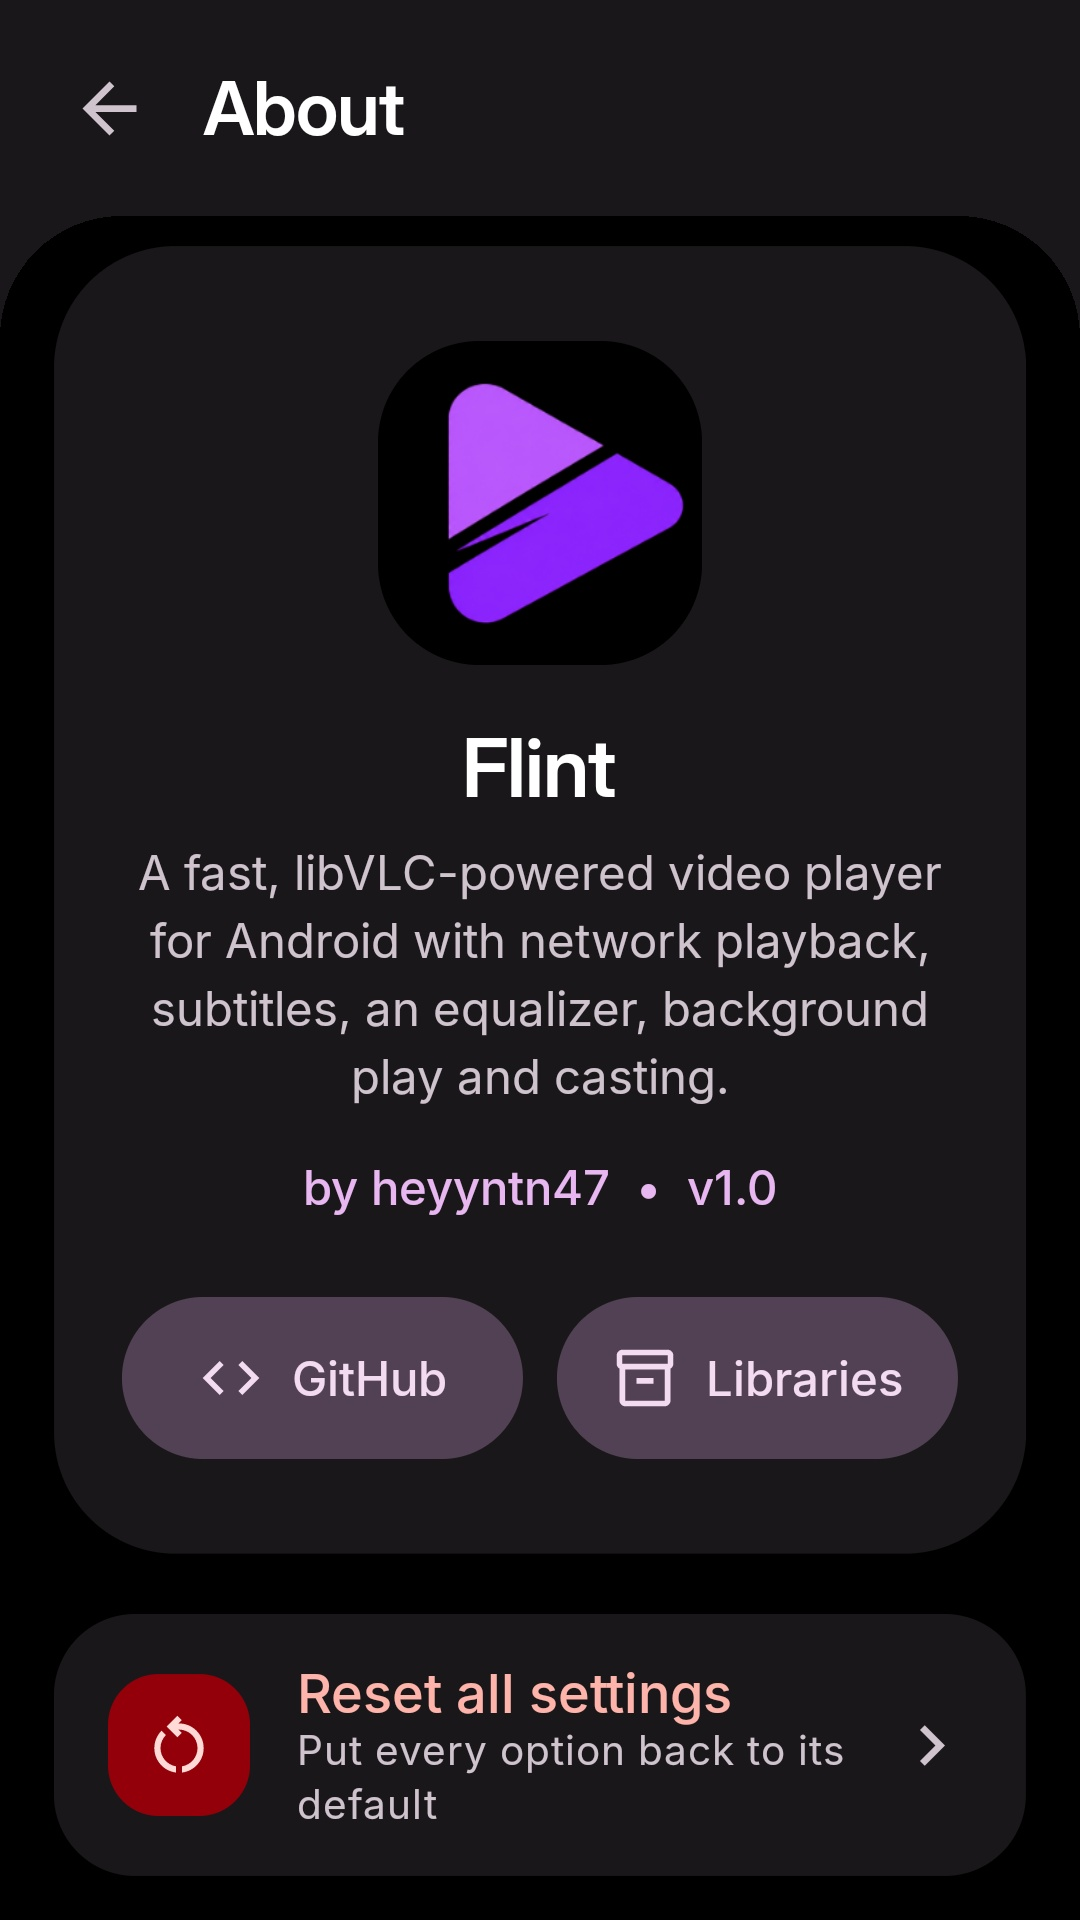 About
Flint
A fast, libVLC-powered video player
for Android with network playback,
subtitles, an equalizer, background
play and casting.
by heyyntn47 • v1.0
GitHub
Libraries
Reset all settings
Put every option back to its
default